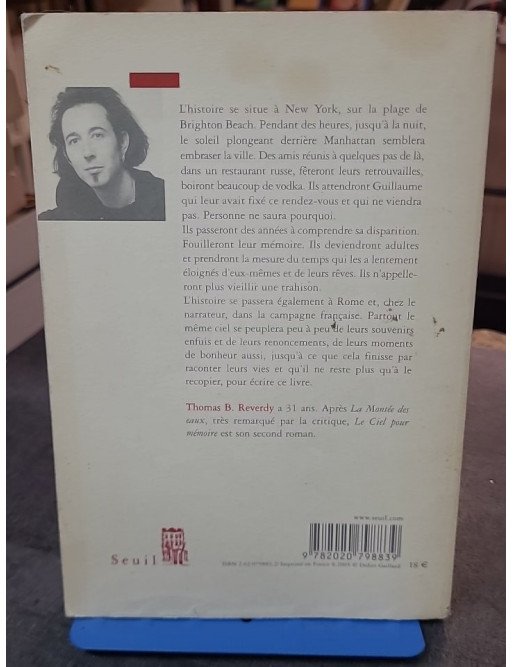 L'histoire se situe à New York, sur la plage de
Brighton Beach. Pendant des heures, jusqu'à la nuit,
le soleil plongeant derrière Manhattan semblera
embraser la ville. Des amis réunis à quelques pas de là,
dans un restaurant russe, fêteront leurs retrouvailles,
boiront beaucoup de vodka. Ils attendront Guillaume
qui leur avait fixé ce rendez-vous et qui ne viendra
pas. Personne ne saura pourquoi.
Ils passeront des années à comprendre sa disparition.
Fouilleront leur mémoire. Ils deviendront adultes
et prendront la mesure du temps qui les a lentement
éloignés d'eux-mêmes et de leurs rêves. Ils n'appelle-
ront plus vieillir une trahison.
L'histoire se passera également à Rome et, chez le
narrateur, dans la campagne française. Partout le
même ciel se peuplera peu à peu de leurs souvenirs
enfuis et de leurs renoncements, de leurs moments
de bonheur aussi, jusqu'à ce que cela finisse par
raconter leurs vies et qu'il ne reste plus qu'à le
recopier, pour écrire ce livre.
Thomas B. Reverdy a 31 ans. Après La Montée des
eaux, très remarqué par la critique, Le Ciel pour
mémoire est son second roman.
www.seuil.com
9 782020 798839
Seuil
Imprimé en France
18 €